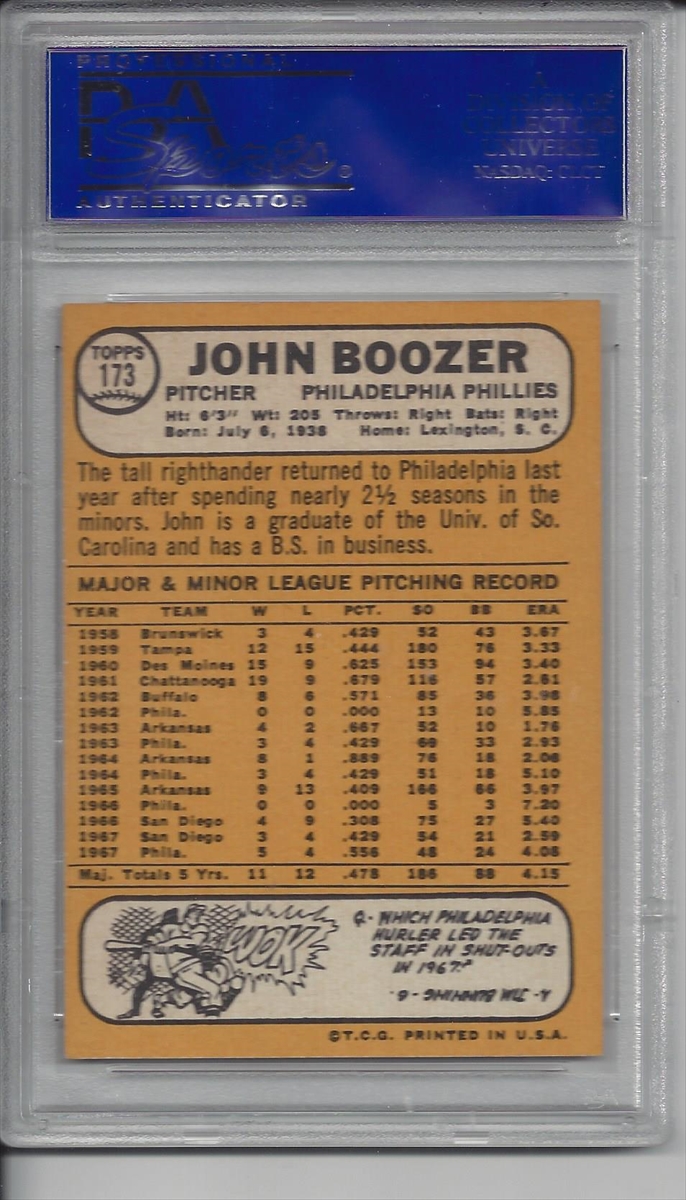 PROFESSIONAL
PSA
Sports ®
AUTHENTICATOR
A
DIVISION OF
COLLECTORS
UNIVERSE
NASDAQ: CLCT
TOPPS
173
JOHN BOOZER
PITCHER PHILADELPHIA PHILLIES
Ht: 6'3" Wt: 205 Throws: Right Bats: Right
Born: July 6, 1938 Home: Lexington, S. C.
The tall righthander returned to Philadelphia last
year after spending nearly 2½ seasons in the
minors. John is a graduate of the Univ. of So.
Carolina and has a B.S. in business.
MAJOR & MINOR LEAGUE PITCHING RECORD
YEAR TEAM W L PCT. SO BB ERA
1958 Brunswick 3 4 .429 52 43 3.67
1959 Tampa 12 15 .444 180 76 3.33
1960 Des Moines 15 9 .625 153 94 3.40
1961 Chattanooga 19 9 .679 116 57 2.61
1962 Buffalo 8 6 .571 85 36 3.98
1962 Phila. 0 0 .000 13 10 5.85
1963 Arkansas 4 2 .667 52 10 1.76
1963 Phila. 3 4 .429 69 33 2.93
1964 Arkansas 8 1 .889 76 18 2.06
1964 Phila. 3 4 .429 51 18 5.10
1965 Arkansas 9 13 .409 166 66 3.97
1966 Phila. 0 0 .000 5 3 7.20
1966 San Diego 4 9 .308 75 27 5.40
1967 San Diego 3 4 .429 54 21 2.59
1967 Phila. 5 4 .556 48 24 4.08
Maj. Totals 5 Yrs. 11 12 .478 186 88 4.15
WOK
Q- WHICH PHILADELPHIA
HURLER LED THE
STAFF IN SHUT-OUTS
IN 1967?
A- JIM BUNNING - 6.
©T.C.G. PRINTED IN U.S.A.